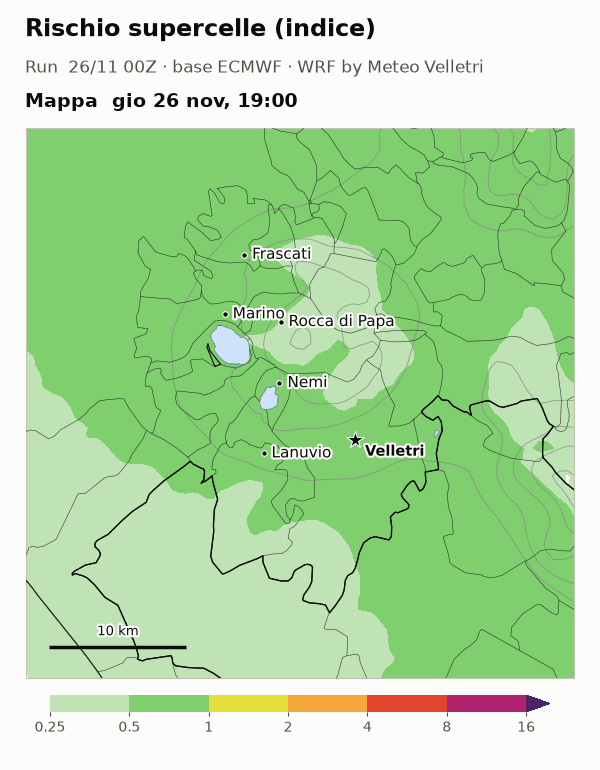 Rischio supercelle (indice)
Run  26/11 00Z · base ECMWF · WRF by Meteo Velletri
Mappa  gio 26 nov, 19:00
Frascati
Marino
Rocca di Papa
Nemi
Velletri
Lanuvio
10 km
0.25 0.5 1 2 4 8 16